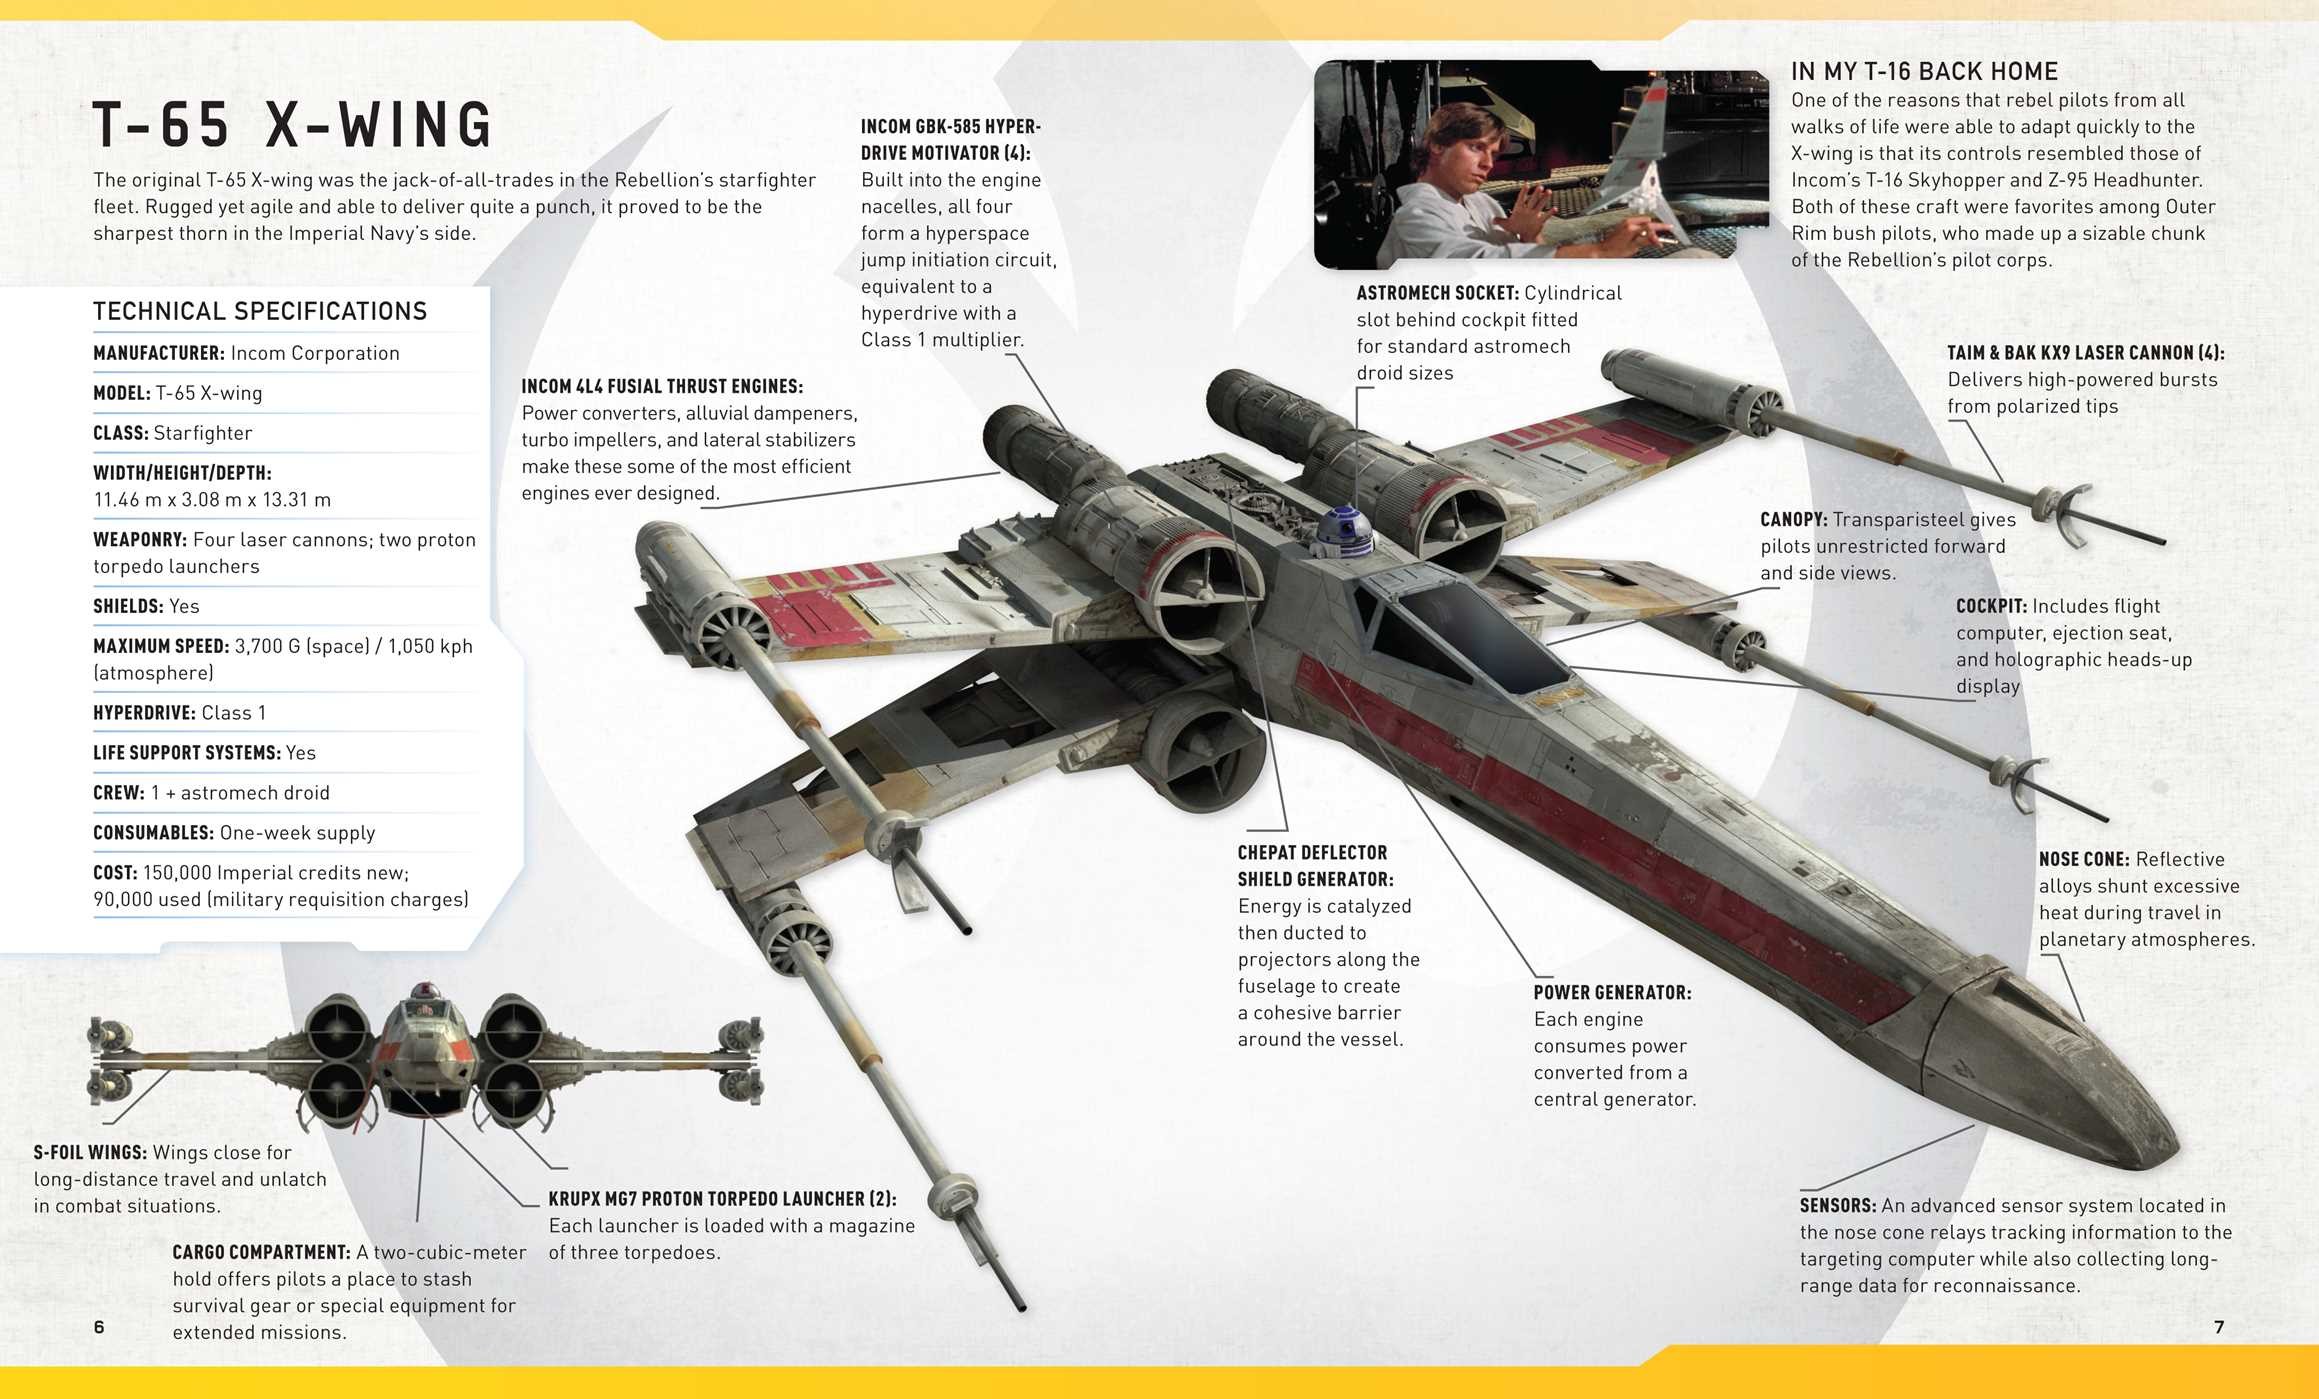 T-65 X-WING
The original T-65 X-wing was the jack-of-all-trades in the Rebellion's starfighter
fleet. Rugged yet agile and able to deliver quite a punch, it proved to be the
sharpest thorn in the Imperial Navy's side.
TECHNICAL SPECIFICATIONS
MANUFACTURER: Incom Corporation
MODEL: T-65 X-wing
CLASS: Starfighter
WIDTH/HEIGHT/DEPTH:
11.46 m x 3.08 m x 13.31 m
WEAPONRY: Four laser cannons; two proton
torpedo launchers
SHIELDS: Yes
MAXIMUM SPEED: 3,700 G (space) / 1,050 kph
(atmosphere)
HYPERDRIVE: Class 1
LIFE SUPPORT SYSTEMS: Yes
CREW: 1 + astromech droid
CONSUMABLES: One-week supply
COST: 150,000 Imperial credits new;
90,000 used (military requisition charges)
INCOM 4L4 FUSIAL THRUST ENGINES:
Power converters, alluvial dampeners,
turbo impellers, and lateral stabilizers
make these some of the most efficient
engines ever designed.
INCOM GBK-585 HYPER-
DRIVE MOTIVATOR (4):
Built into the engine
nacelles, all four
form a hyperspace
jump initiation circuit,
equivalent to a
hyperdrive with a
Class 1 multiplier.
S-FOIL WINGS: Wings close for
long-distance travel and unlatch
in combat situations.
CARGO COMPARTMENT: A two-cubic-meter
hold offers pilots a place to stash
survival gear or special equipment for
extended missions.
KRUPX MG7 PROTON TORPEDO LAUNCHER (2):
Each launcher is loaded with a magazine
of three torpedoes.
6
IN MY T-16 BACK HOME
One of the reasons that rebel pilots from all
walks of life were able to adapt quickly to the
X-wing is that its controls resembled those of
Incom's T-16 Skyhopper and Z-95 Headhunter.
Both of these craft were favorites among Outer
Rim bush pilots, who made up a sizable chunk
of the Rebellion's pilot corps.
ASTROMECH SOCKET: Cylindrical
slot behind cockpit fitted
for standard astromech
droid sizes
TAIM & BAK KX9 LASER CANNON (4):
Delivers high-powered bursts
from polarized tips
CANOPY: Transparisteel gives
pilots unrestricted forward
and side views.
COCKPIT: Includes flight
computer, ejection seat,
and holographic heads-up
display
CHEPAT DEFLECTOR
SHIELD GENERATOR:
Energy is catalyzed
then ducted to
projectors along the
fuselage to create
a cohesive barrier
around the vessel.
POWER GENERATOR:
Each engine
consumes power
converted from a
central generator.
NOSE CONE: Reflective
alloys shunt excessive
heat during travel in
planetary atmospheres.
SENSORS: An advanced sensor system located in
the nose cone relays tracking information to the
targeting computer while also collecting long-
range data for reconnaissance.
7